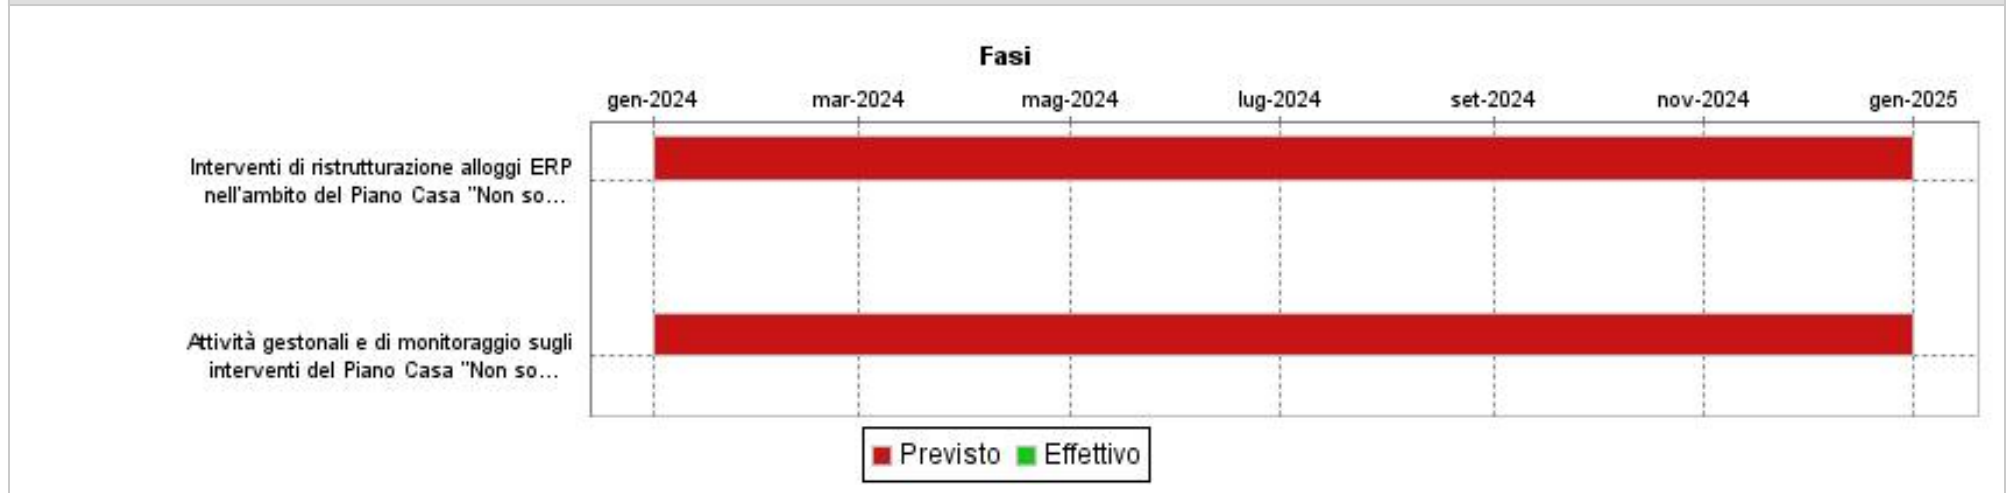 Fasi
gen-2024 mar-2024 mag-2024 lug-2024 set-2024 nov-2024 gen-2025
Interventi di ristrutturazione alloggi ERP
nell'ambito del Piano Casa "Non so...
Attività gestonali e di monitoraggio sugli
interventi del Piano Casa "Non so...
Previsto Effettivo